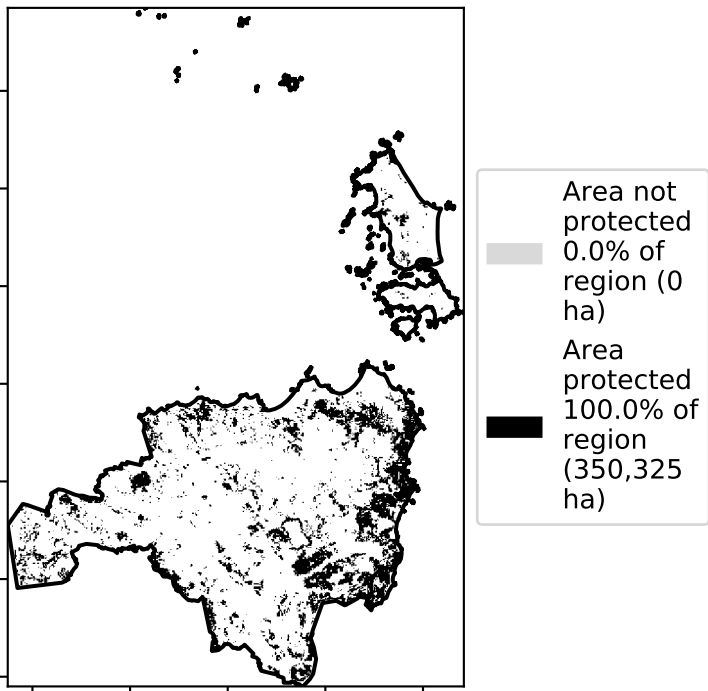 Area not
protected
0.0% of
region (0
ha)
Area
protected
100.0% of
region
(350,325
ha)